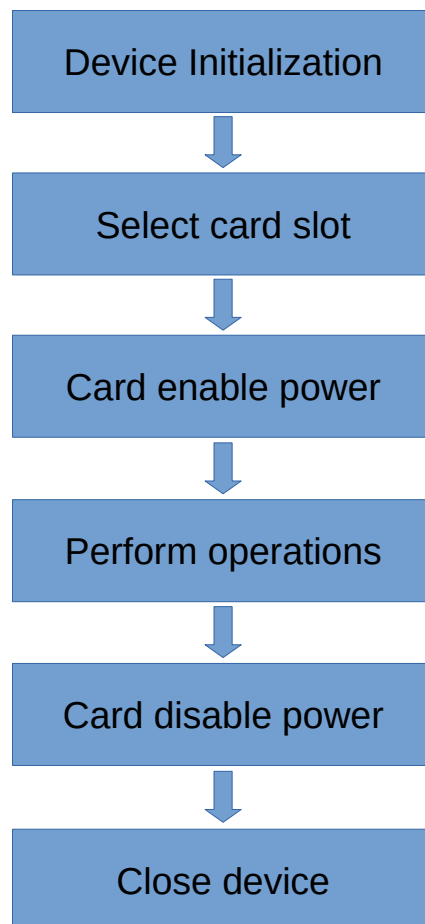 Device Initialization
Select card slot
Card enable power
Perform operations
Card disable power
Close device